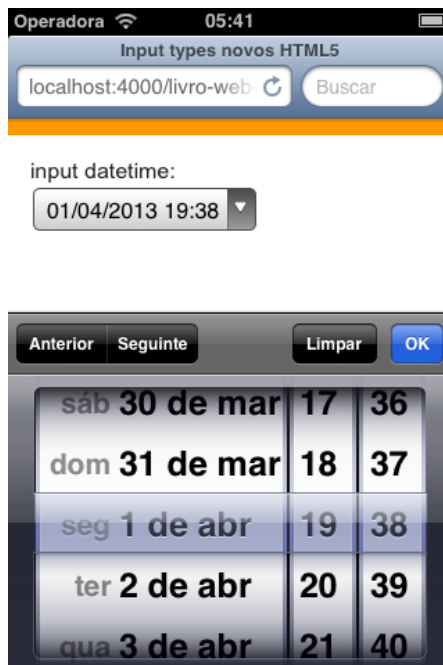 Operadora 05:41
Input types novos HTML5
localhost:4000/livro-web Buscar
input datetime:
01/04/2013 19:38
Anterior Seguinte Limpar OK
sáb 30 de mar 17 36
dom 31 de mar 18 37
seg 1 de abr 19 38
ter 2 de abr 20 39
qua 3 de abr 21 40